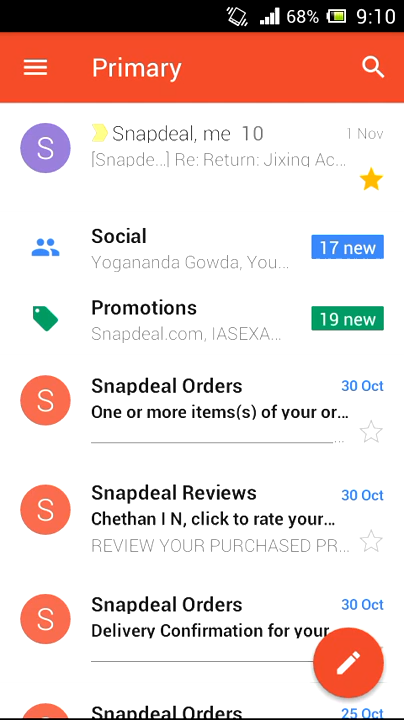 68% 9:10
Primary
S Snapdeal, me 10 1 Nov
[Snapde...] Re: Return: Jixing Ac...
Social
17 new
Yogananda Gowda, You...
Promotions
19 new
Snapdeal.com, IASEXA...
S Snapdeal Orders 30 Oct
One or more items(s) of your or...
...
Snapdeal Reviews 30 Oct
S Chethan I N, click to rate your...
REVIEW YOUR PURCHASED PR...
Snapdeal Orders 30 Oct
S Delivery Confirmation for your
Snapdeal Orders 25 Oct